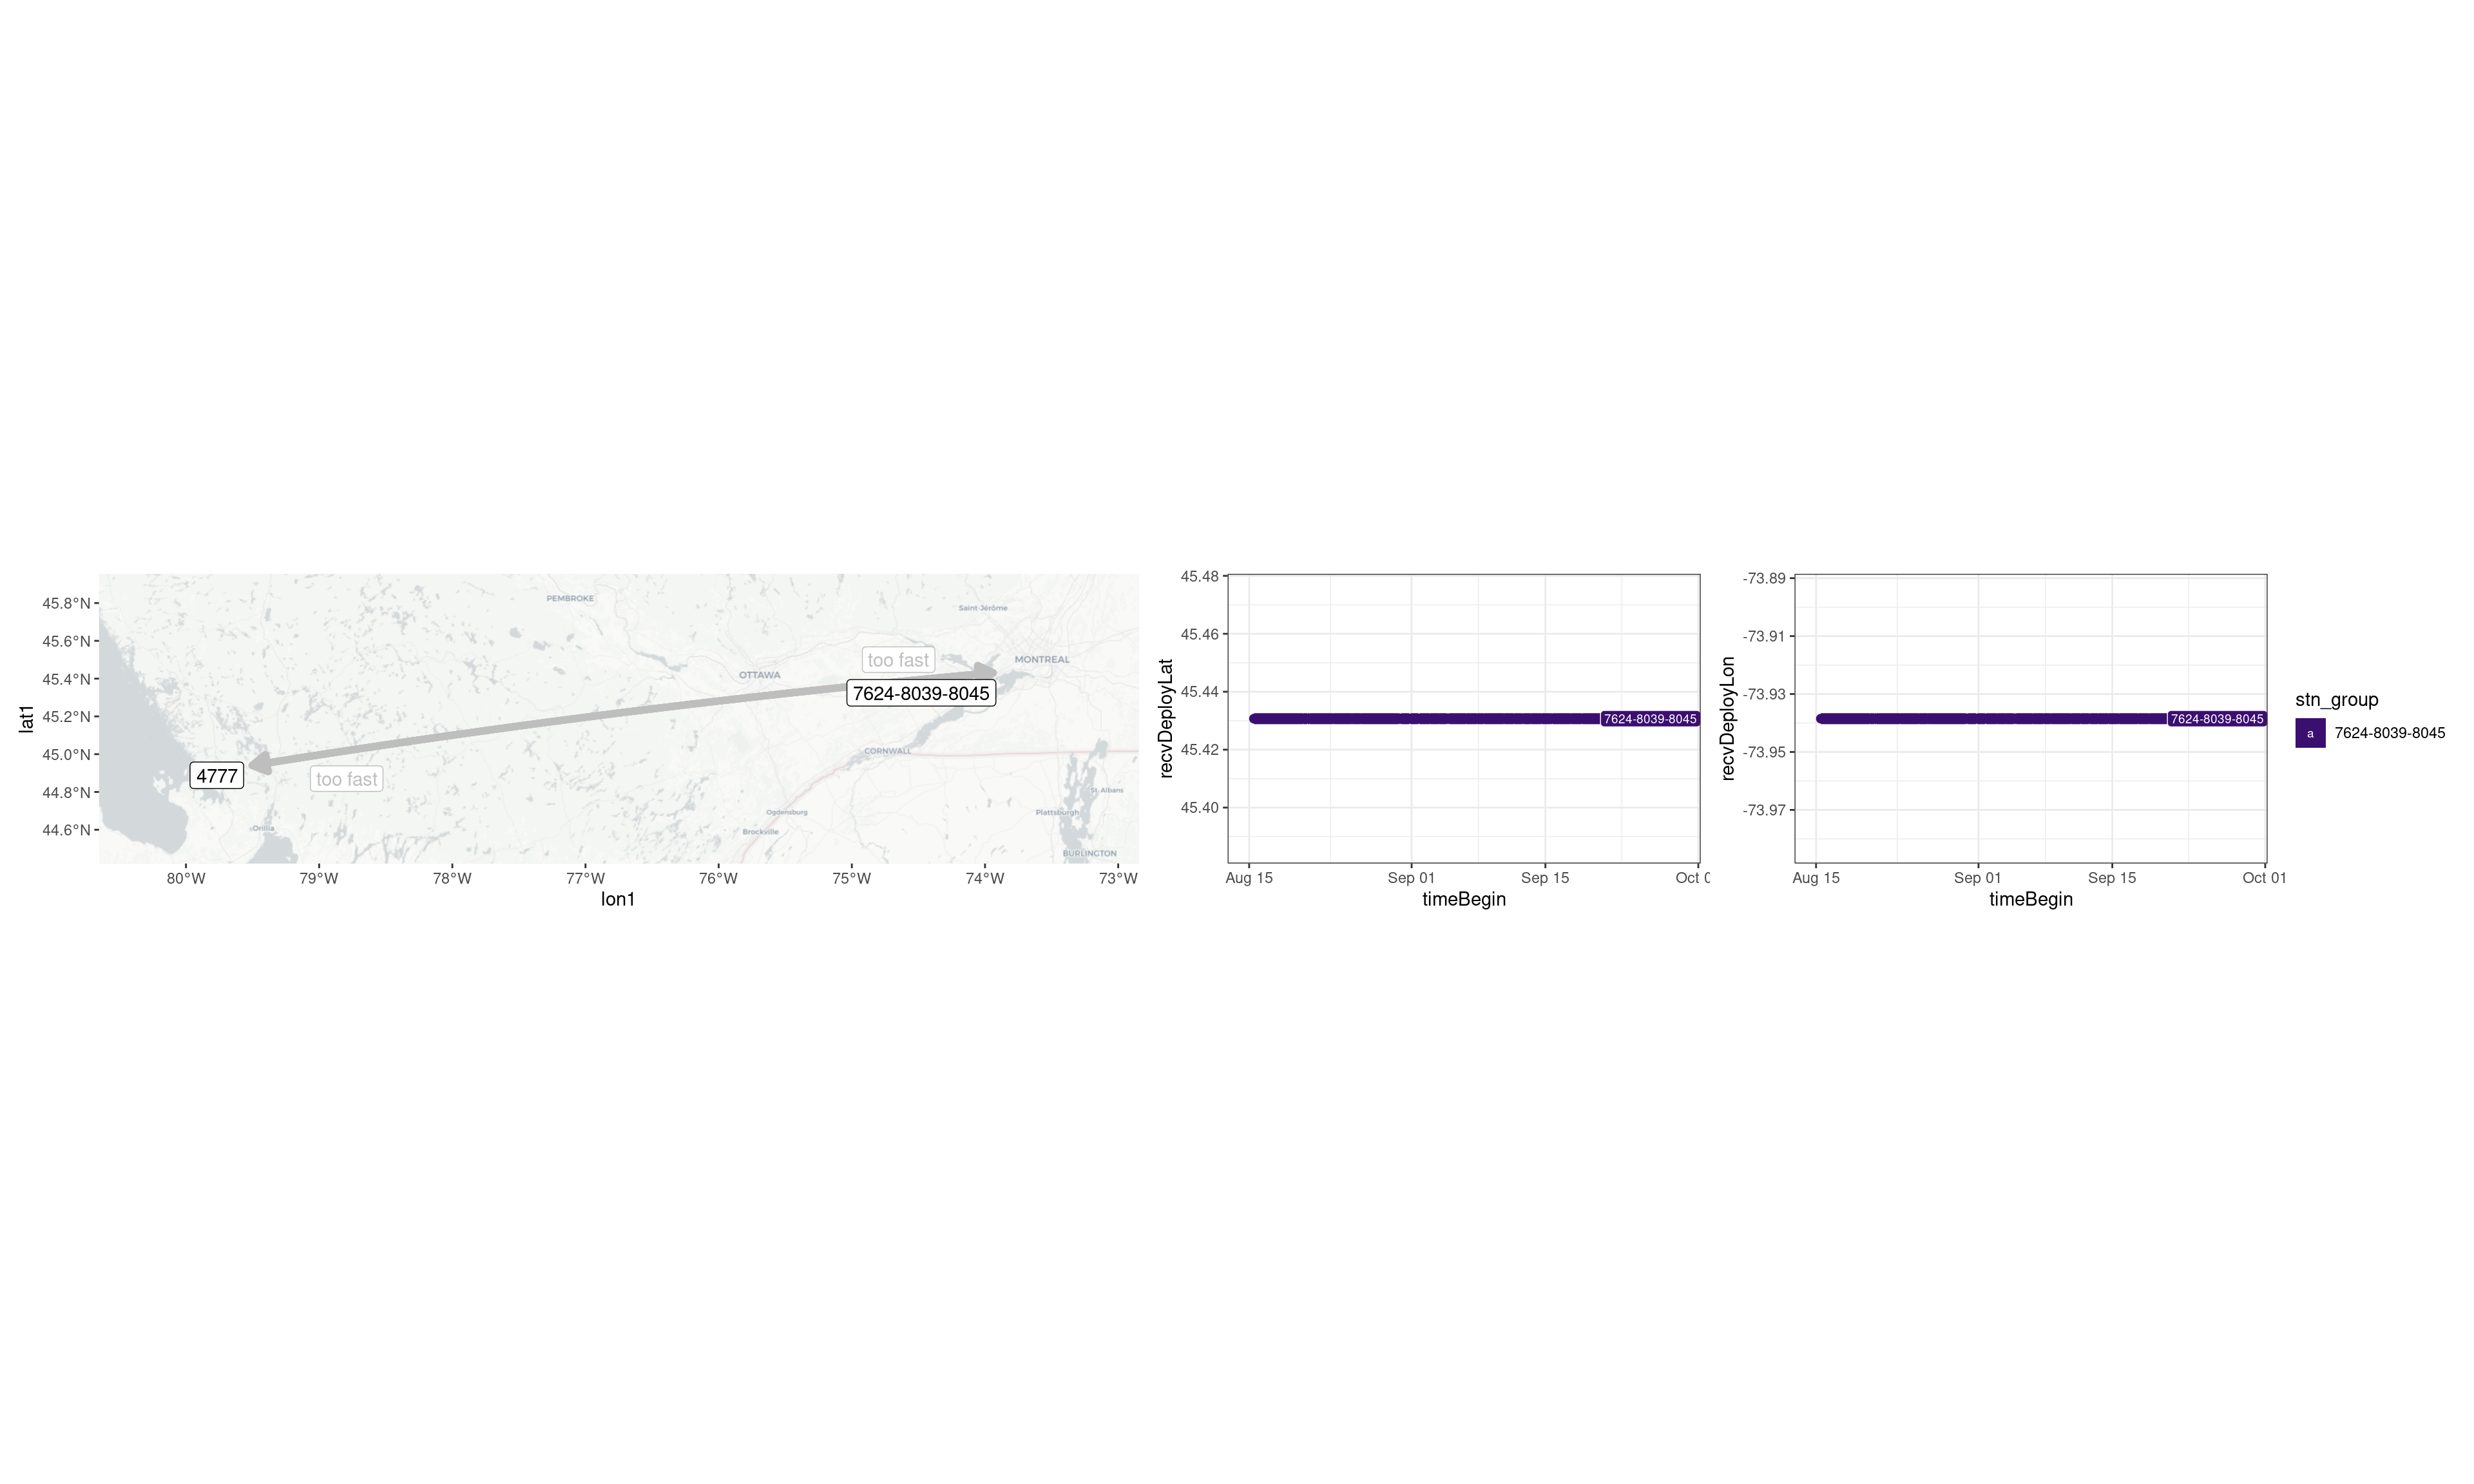 45.8°N
45.6°N
45.4°N
45.2°N
45.0°N
44.8°N
44.6°N
lat1
PEMBROKE
Saint-Jérôme
too fast
MONTREAL
OTTAWA
7624-8039-8045
CORNWALL
4777
too fast
St. Albans
Ogdensburg
Plattsburgh
Orillia
Brockville
BURLINGTON
80°W
79°W
78°W
77°W
76°W
75°W
74°W
73°W
lon1
45.48
45.46
45.44
45.42
45.40
recvDeployLat
7624-8039-8045
Aug 15
Sep 01
Sep 15
Oct 0
timeBegin
-73.89
-73.91
-73.93
-73.95
-73.97
recvDeployLon
7624-8039-8045
Aug 15
Sep 01
Sep 15
Oct 01
timeBegin
stn_group
a 7624-8039-8045